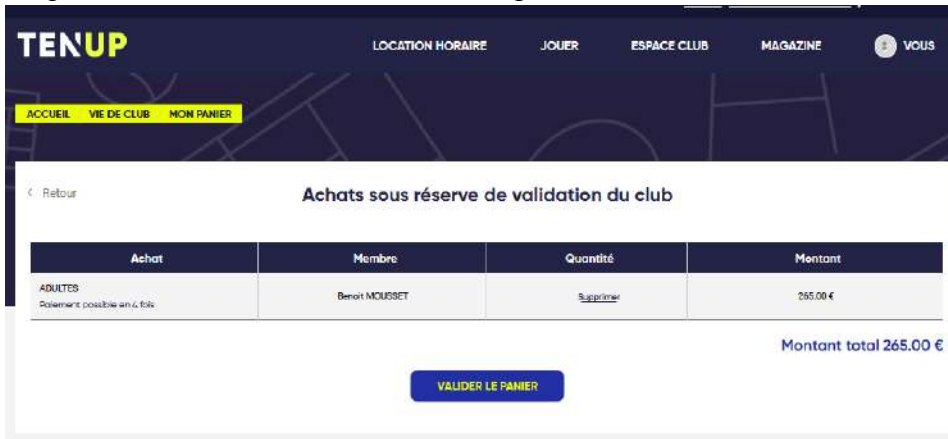 TEN'UP
LOCATION HORAIRE JOUER ESPACE CLUB MAGAZINE VOUS
ACCUEIL VIE DE CLUB MON PANIER
< Retour
Achats sous réserve de validation du club
Achat Membre Quantité Montant
ADULTES
Paiement possible en 4 fois
Benoit MOUSSET Supprimer 265.00 €
Montant total 265.00 €
VALIDER LE PANIER